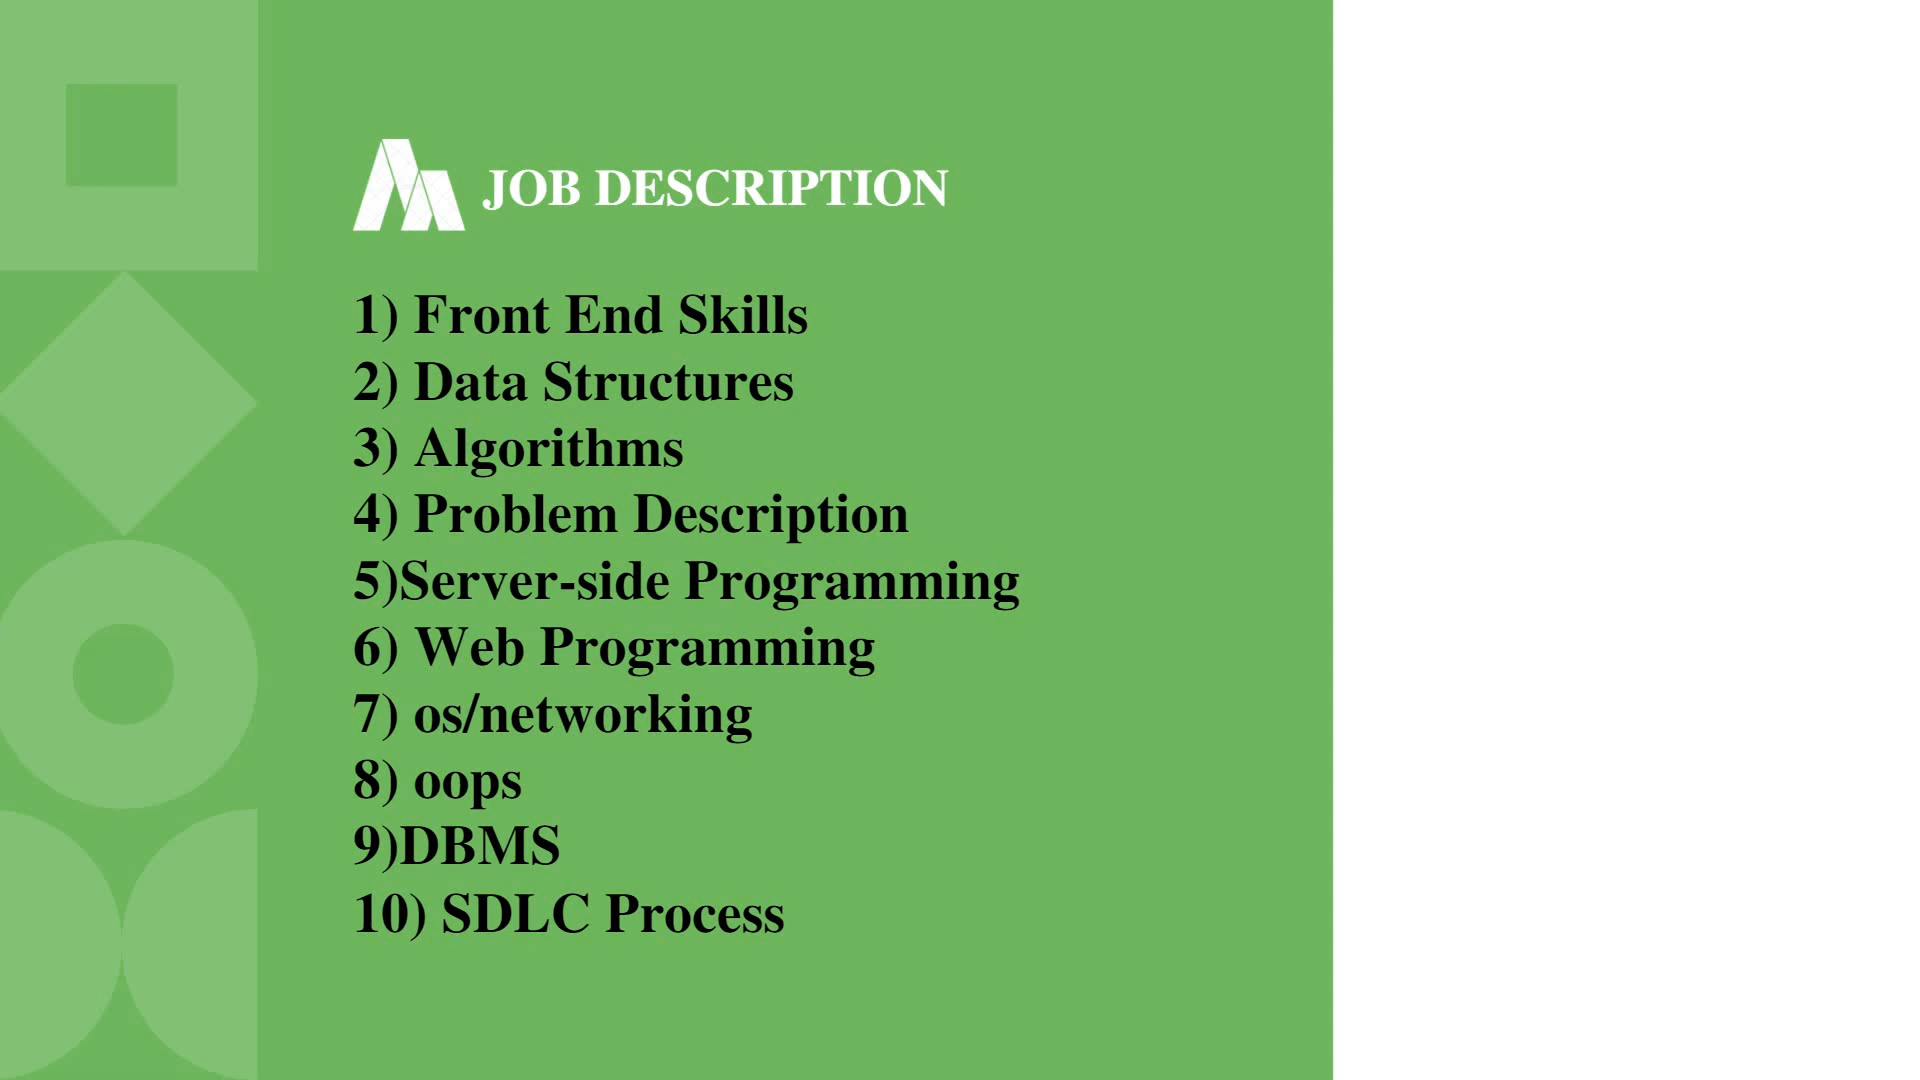 JOB DESCRIPTION
1) Front End Skills
2) Data Structures
3) Algorithms
4) Problem Description
5)Server-side Programming
6) Web Programming
7) os/networking
8) oops
9)DBMS
10) SDLC Process